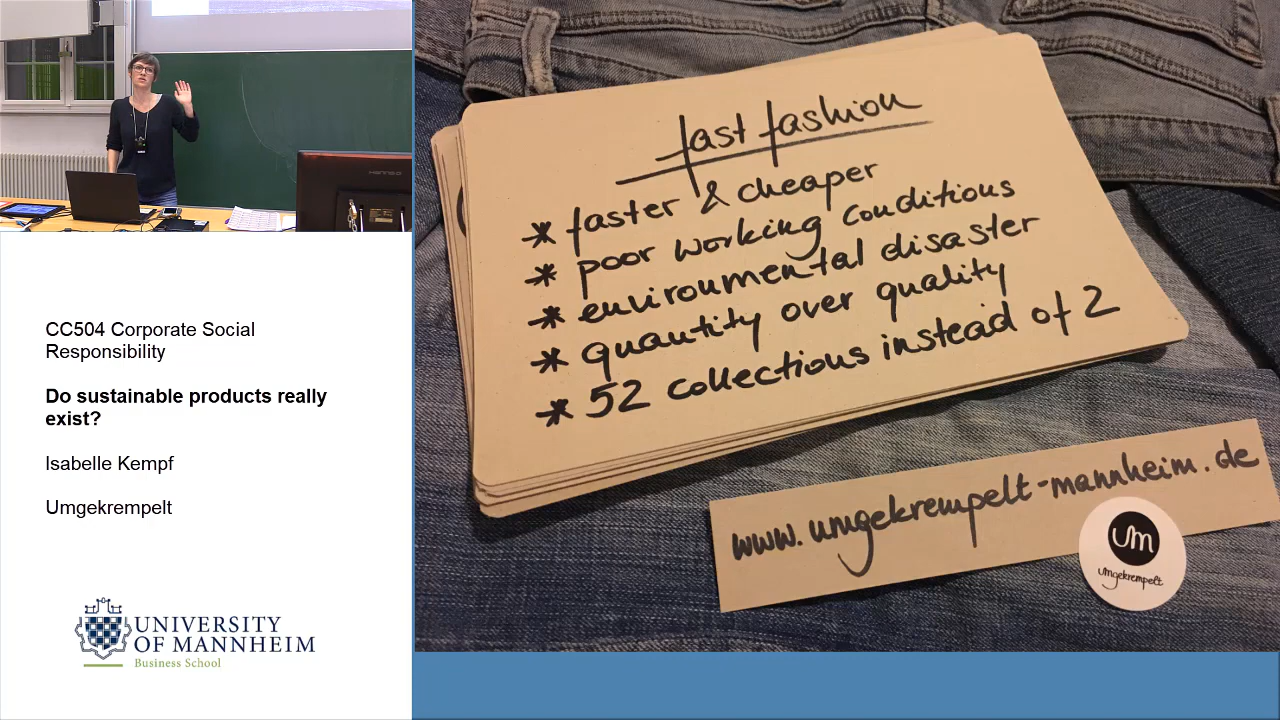 CC504 Corporate Social
Responsibility
Do sustainable products really
exist?
Isabelle Kempf
Umgekrempelt
UNIVERSITY
OF MANNHEIM
Business School
fast fashion
* faster & cheaper
* poor working conditions
* environmental disaster
* quantity over quality
* 52 collections instead of 2
www.umgekrempelt-mannheim.de
um
umgekrempelt